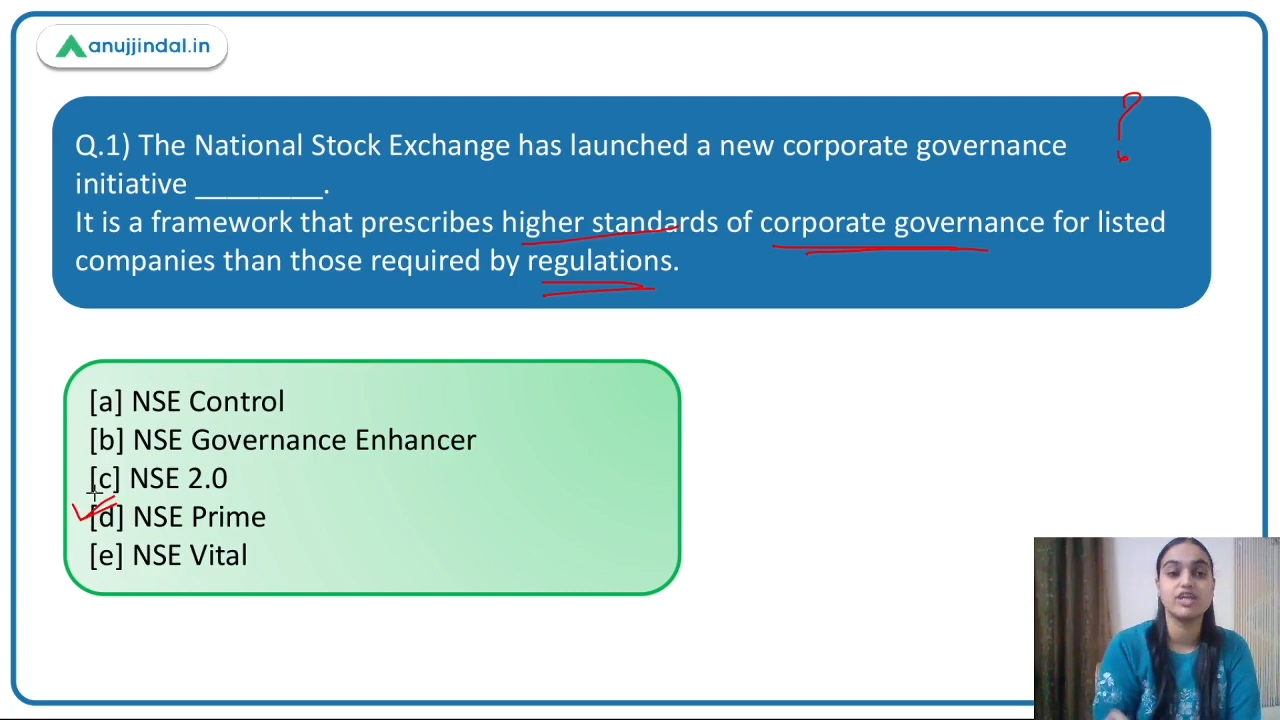 anujjindal.in
Q.1) The National Stock Exchange has launched a new corporate governance
initiative ________.
It is a framework that prescribes higher standards of corporate governance for listed
companies than those required by regulations.
?
[a] NSE Control
[b] NSE Governance Enhancer
[c] NSE 2.0
[d] NSE Prime
[e] NSE Vital